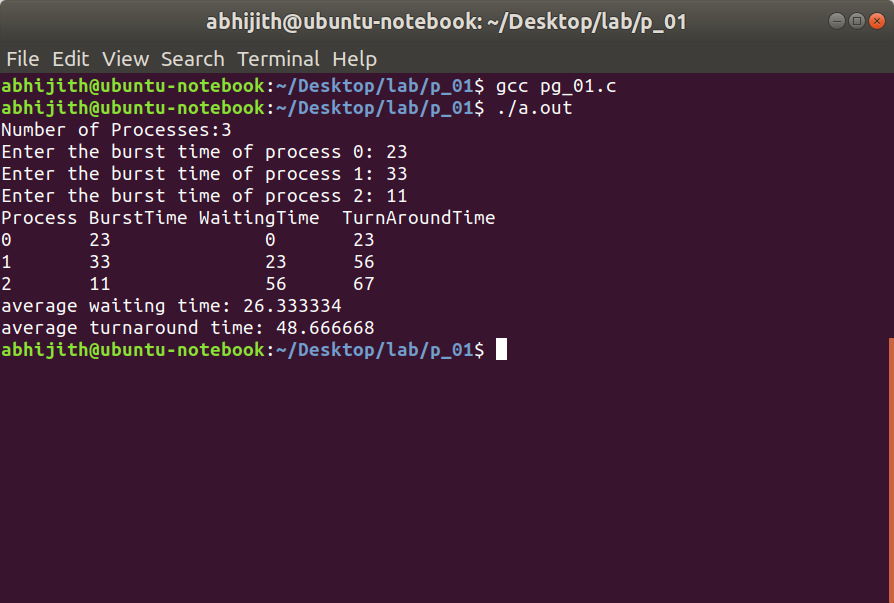 abhijith@ubuntu-notebook: ~/Desktop/lab/p_01
File Edit View Search Terminal Help
abhijith@ubuntu-notebook:~/Desktop/lab/p_01$ gcc pg_01.c
abhijith@ubuntu-notebook:~/Desktop/lab/p_01$ ./a.out
Number of Processes:3
Enter the burst time of process 0: 23
Enter the burst time of process 1: 33
Enter the burst time of process 2: 11
Process BurstTime WaitingTime  TurnAroundTime
0       23              0       23
1       33              23      56
2       11              56      67
average waiting time: 26.333334
average turnaround time: 48.666668
abhijith@ubuntu-notebook:~/Desktop/lab/p_01$